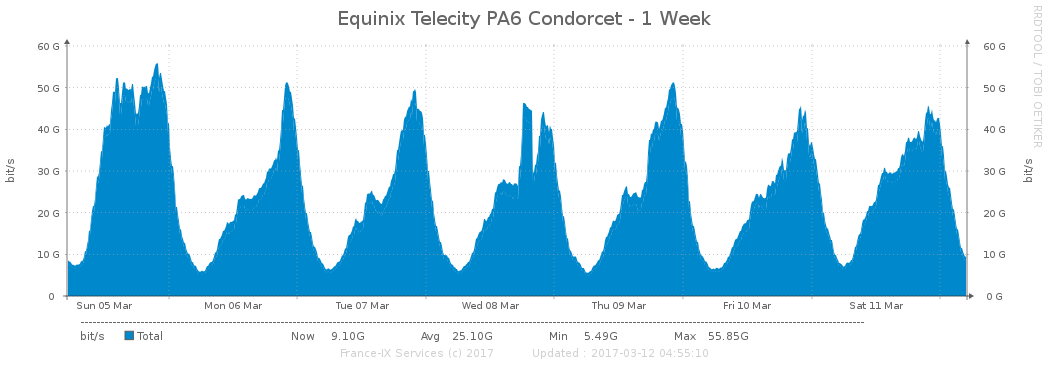 Equinix Telecity PA6 Condorcet - 1 Week
RRDTOOL / TOBI OETIKER
60 G 60 G
50 G 50 G
40 G 40 G
30 G 30 G
20 G 20 G
10 G 10 G
0 0 G
bit/s
bit/s
Sun 05 Mar Mon 06 Mar Tue 07 Mar Wed 08 Mar Thu 09 Mar Fri 10 Mar Sat 11 Mar
bit/s Total Now 9.10G Avg 25.10G Min 5.49G Max 55.85G
France-IX Services (c) 2017 Updated : 2017-03-12 04:55:10